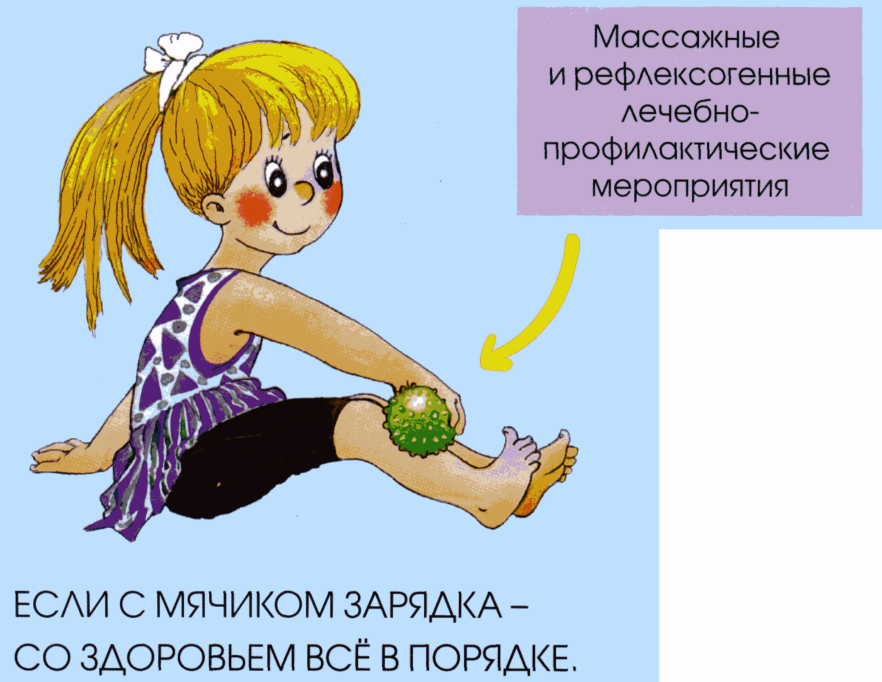 Массажные
и рефлексогенные
лечебно-
профилактические
мероприятия
ЕСЛИ С МЯЧИКОМ ЗАРЯДКА –
СО ЗДОРОВЬЕМ ВСЁ В ПОРЯДКЕ.